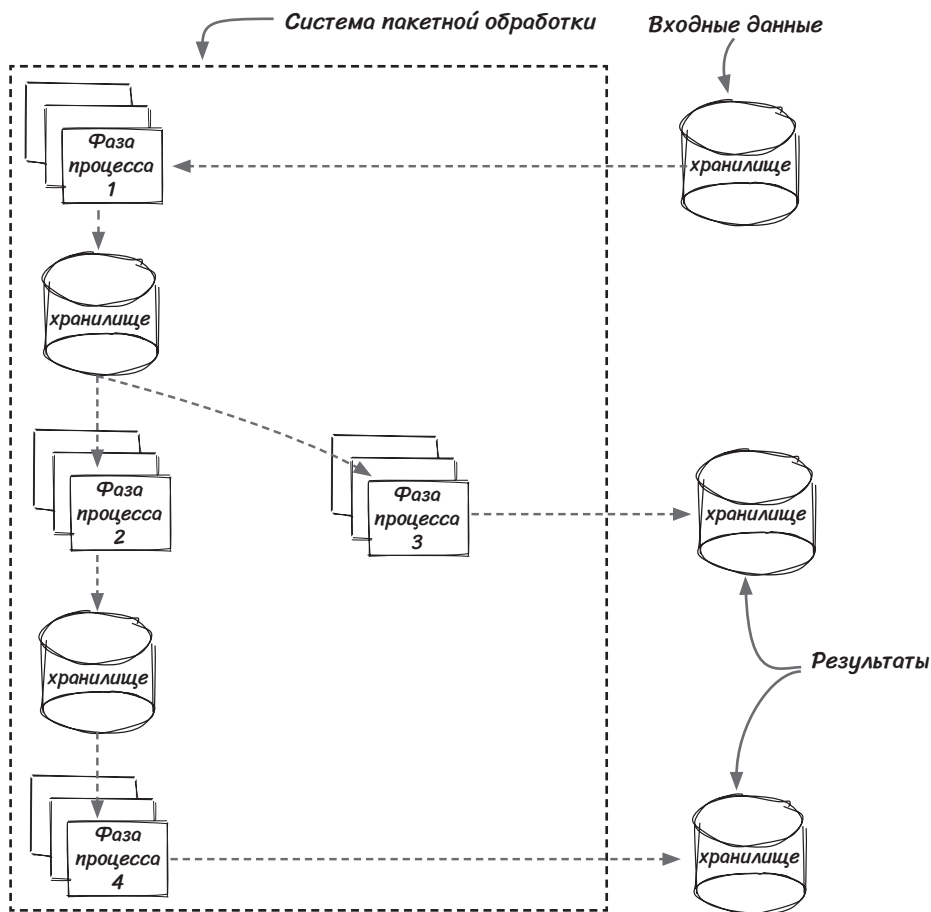 Система пакетной обработки
Входные данные
Фаза
процесса
1
хранилище
хранилище
Фаза
процесса
2
Фаза
процесса
3
хранилище
хранилище
Результаты
Фаза
процесса
4
хранилище